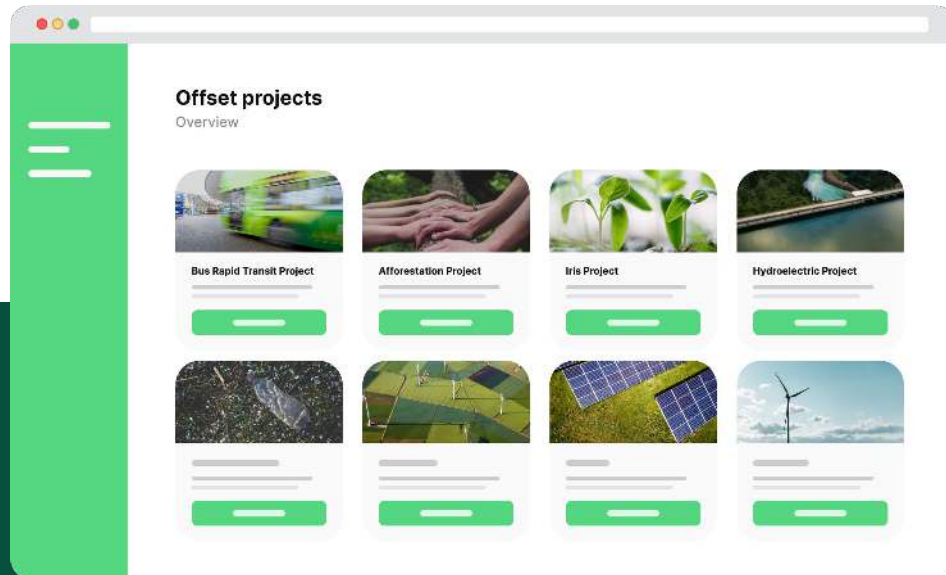 Offset projects
Overview
Bus Rapid Transit Project
Afforestation Project
Iris Project
Hydroelectric Project